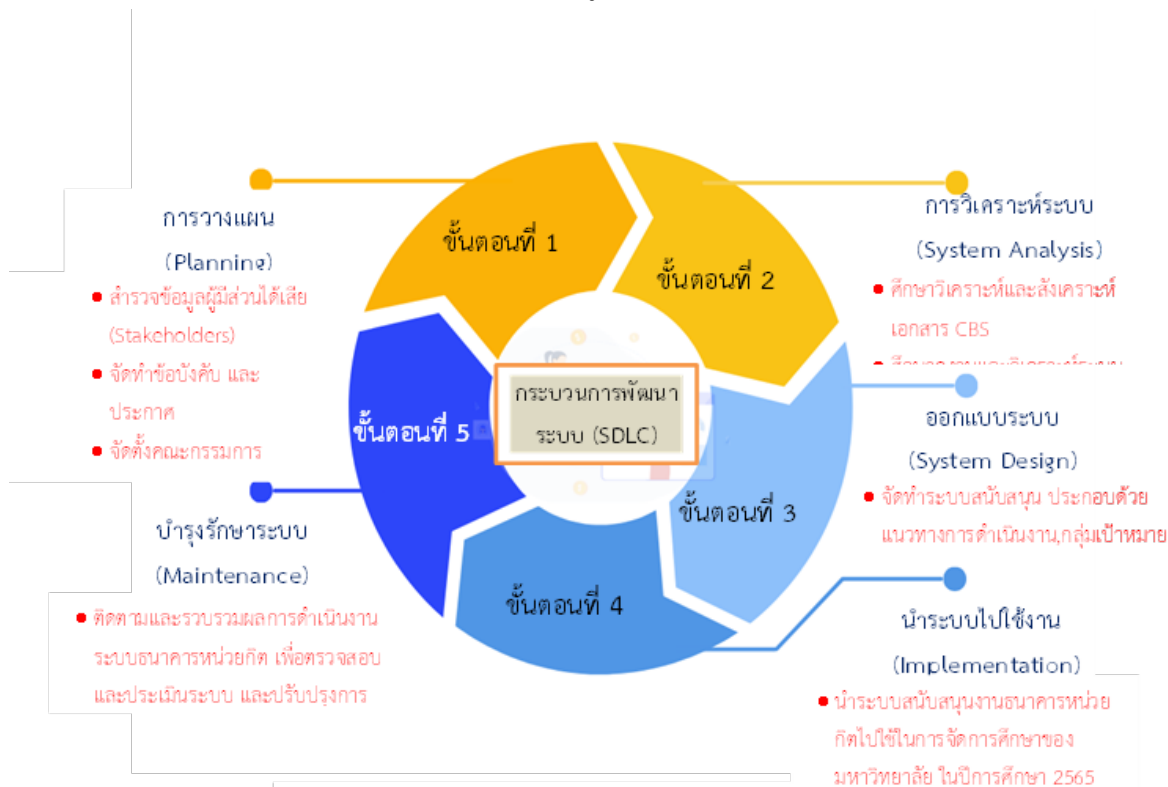 ขั้นตอนที่ 1
การวางแผน
(Planning)
● สำรวจข้อมูลผู้มีส่วนได้เสีย
(Stakeholders)
● จัดทำข้อบังคับ และ
ประกาศ
● จัดตั้งคณะกรรมการ
ขั้นตอนที่ 2
การวิเคราะห์ระบบ
(System Analysis)
● ศึกษาวิเคราะห์และสังเคราะห์
เอกสาร CBS
กระบวนการพัฒนา
ระบบ (SDLC)
ขั้นตอนที่ 3
ออกแบบระบบ
(System Design)
● จัดทำระบบสนับสนุน ประกอบด้วย
แนวทางการดำเนินงาน,กลุ่มเป้าหมาย
ขั้นตอนที่ 4
นำระบบไปใช้งาน
(Implementation)
● นำระบบสนับสนุนงานธนาคารหน่วย
กิตไปใช้ในการจัดการศึกษาของ
มหาวิทยาลัย ในปีการศึกษา 2565
ขั้นตอนที่ 5
บำรุงรักษาระบบ
(Maintenance)
● ติดตามและรวบรวมผลการดำเนินงาน
ระบบธนาคารหน่วยกิต เพื่อตรวจสอบ
และประเมินระบบ และปรับปรุงการ